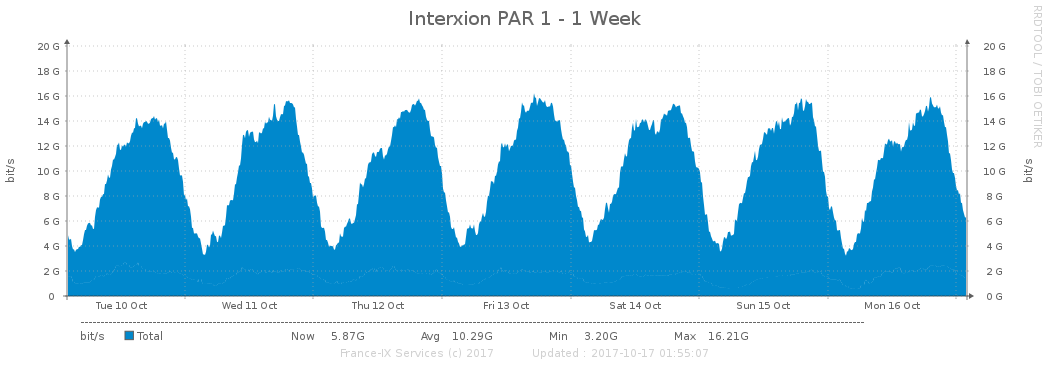 Interxion PAR 1 - 1 Week
RRDTOOL / TOBI OETIKER
20 G 20 G
18 G 18 G
16 G 16 G
14 G 14 G
12 G 12 G
10 G 10 G
8 G 8 G
6 G 6 G
4 G 4 G
2 G 2 G
0 0 G
bit/s bit/s
Tue 10 Oct Wed 11 Oct Thu 12 Oct Fri 13 Oct Sat 14 Oct Sun 15 Oct Mon 16 Oct
bit/s Total Now 5.87G Avg 10.29G Min 3.20G Max 16.21G
France-IX Services (c) 2017 Updated : 2017-10-17 01:55:07